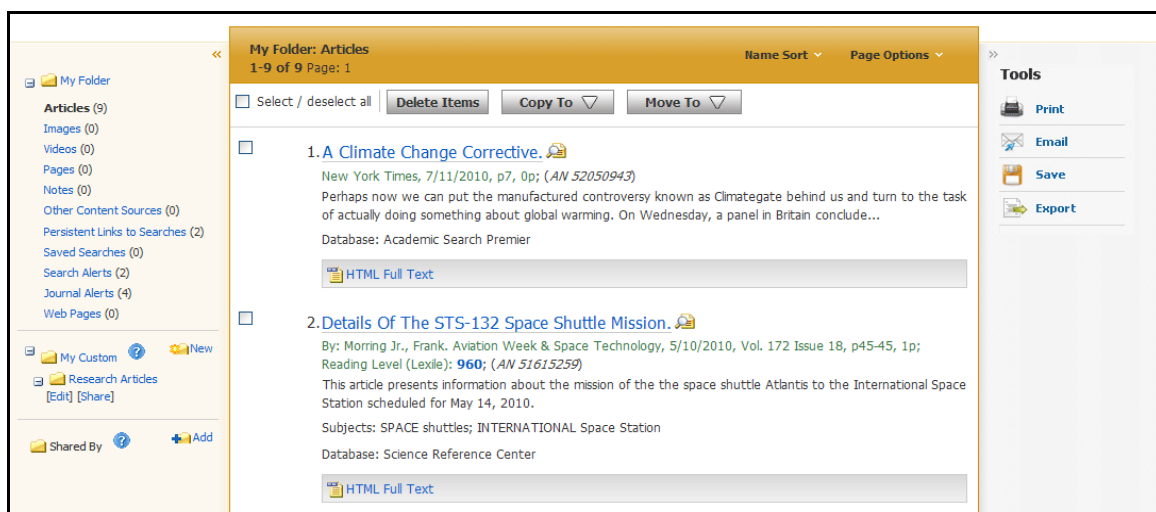 My Folder
Articles (9)
Images (0)
Videos (0)
Pages (0)
Notes (0)
Other Content Sources (0)
Persistent Links to Searches (2)
Saved Searches (0)
Search Alerts (2)
Journal Alerts (4)
Web Pages (0)
My Custom ? New
Research Articles
[Edit] [Share]
Shared By ? Add
My Folder: Articles
1-9 of 9 Page: 1
Name Sort Page Options
Select / deselect all Delete Items Copy To Move To
1. A Climate Change Corrective.
New York Times, 7/11/2010, p7, 0p; (AN 52050943)
Perhaps now we can put the manufactured controversy known as Climategate behind us and turn to the task
of actually doing something about global warming. On Wednesday, a panel in Britain conclude...
Database: Academic Search Premier
HTML Full Text
2. Details Of The STS-132 Space Shuttle Mission.
By: Morring Jr., Frank. Aviation Week & Space Technology, 5/10/2010, Vol. 172 Issue 18, p45-45, 1p;
Reading Level (Lexile): 960; (AN 51615259)
This article presents information about the mission of the the space shuttle Atlantis to the International Space
Station scheduled for May 14, 2010.
Subjects: SPACE shuttles; INTERNATIONAL Space Station
Database: Science Reference Center
HTML Full Text
Tools
Print
Email
Save
Export